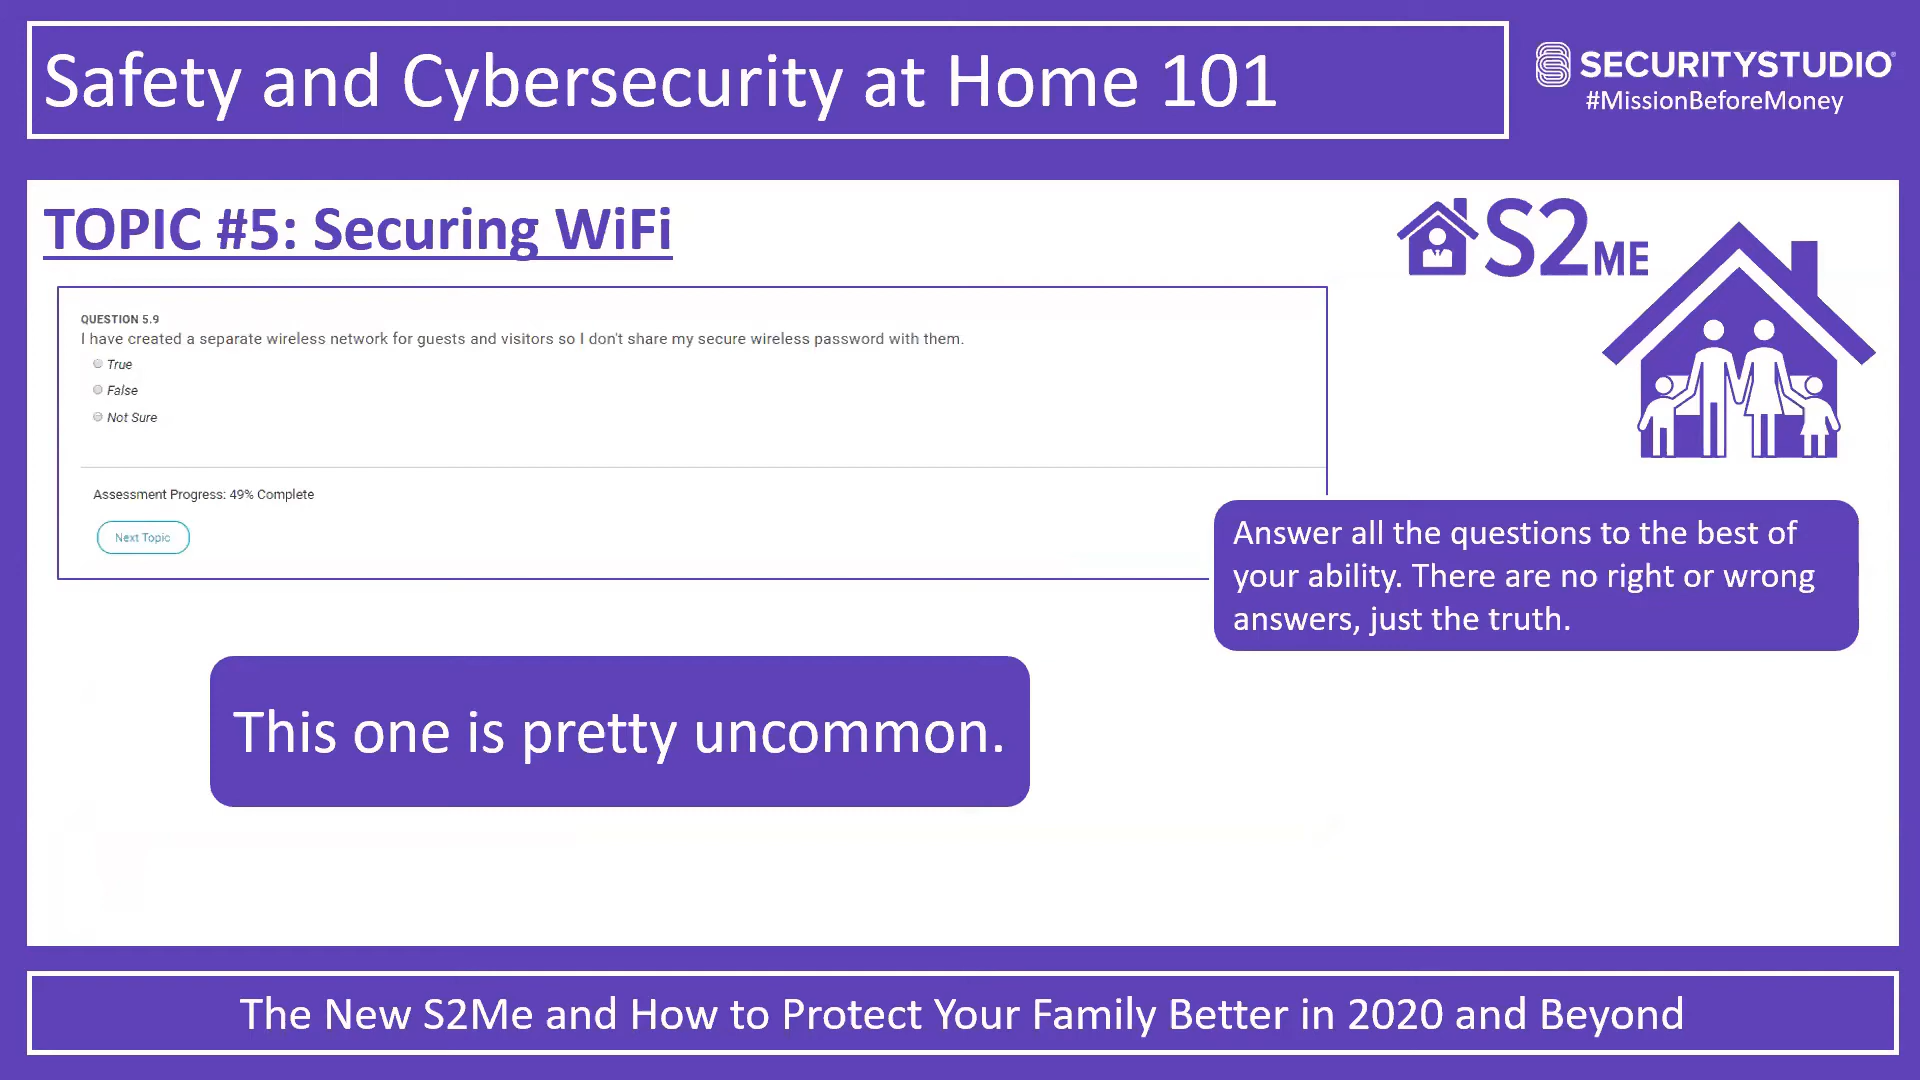 Safety and Cybersecurity at Home 101
SECURITYSTUDIO®
#MissionBeforeMoney
TOPIC #5: Securing WiFi
S2ME
QUESTION 5.9
I have created a separate wireless network for guests and visitors so I don't share my secure wireless password with them.
True
False
Not Sure
Assessment Progress: 49% Complete
Next Topic
Answer all the questions to the best of
your ability. There are no right or wrong
answers, just the truth.
This one is pretty uncommon.
The New S2Me and How to Protect Your Family Better in 2020 and Beyond